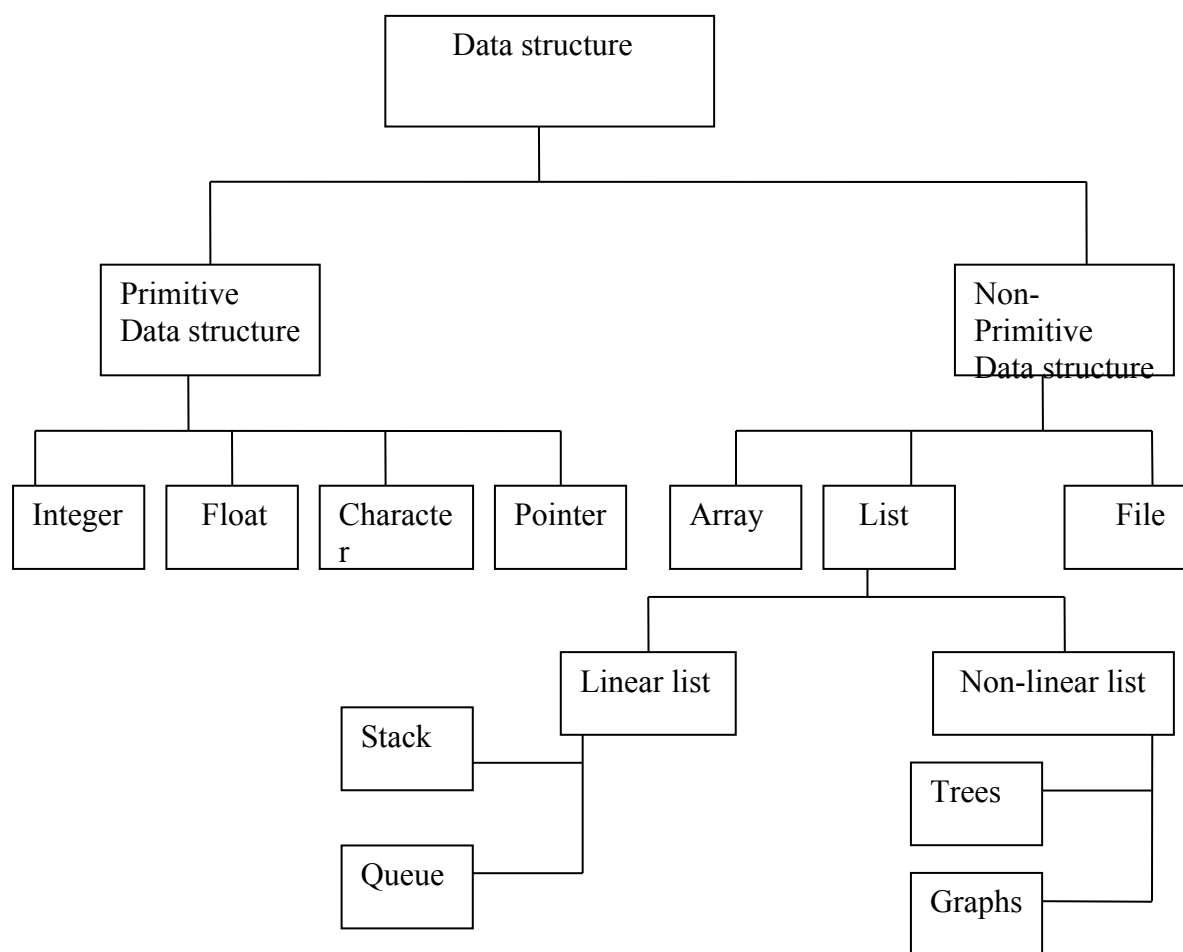 Data structure
Primitive
Data structure
Non-
Primitive
Data structure
Integer
Float
Characte
r
Pointer
Array
List
File
Linear list
Non-linear list
Stack
Trees
Queue
Graphs